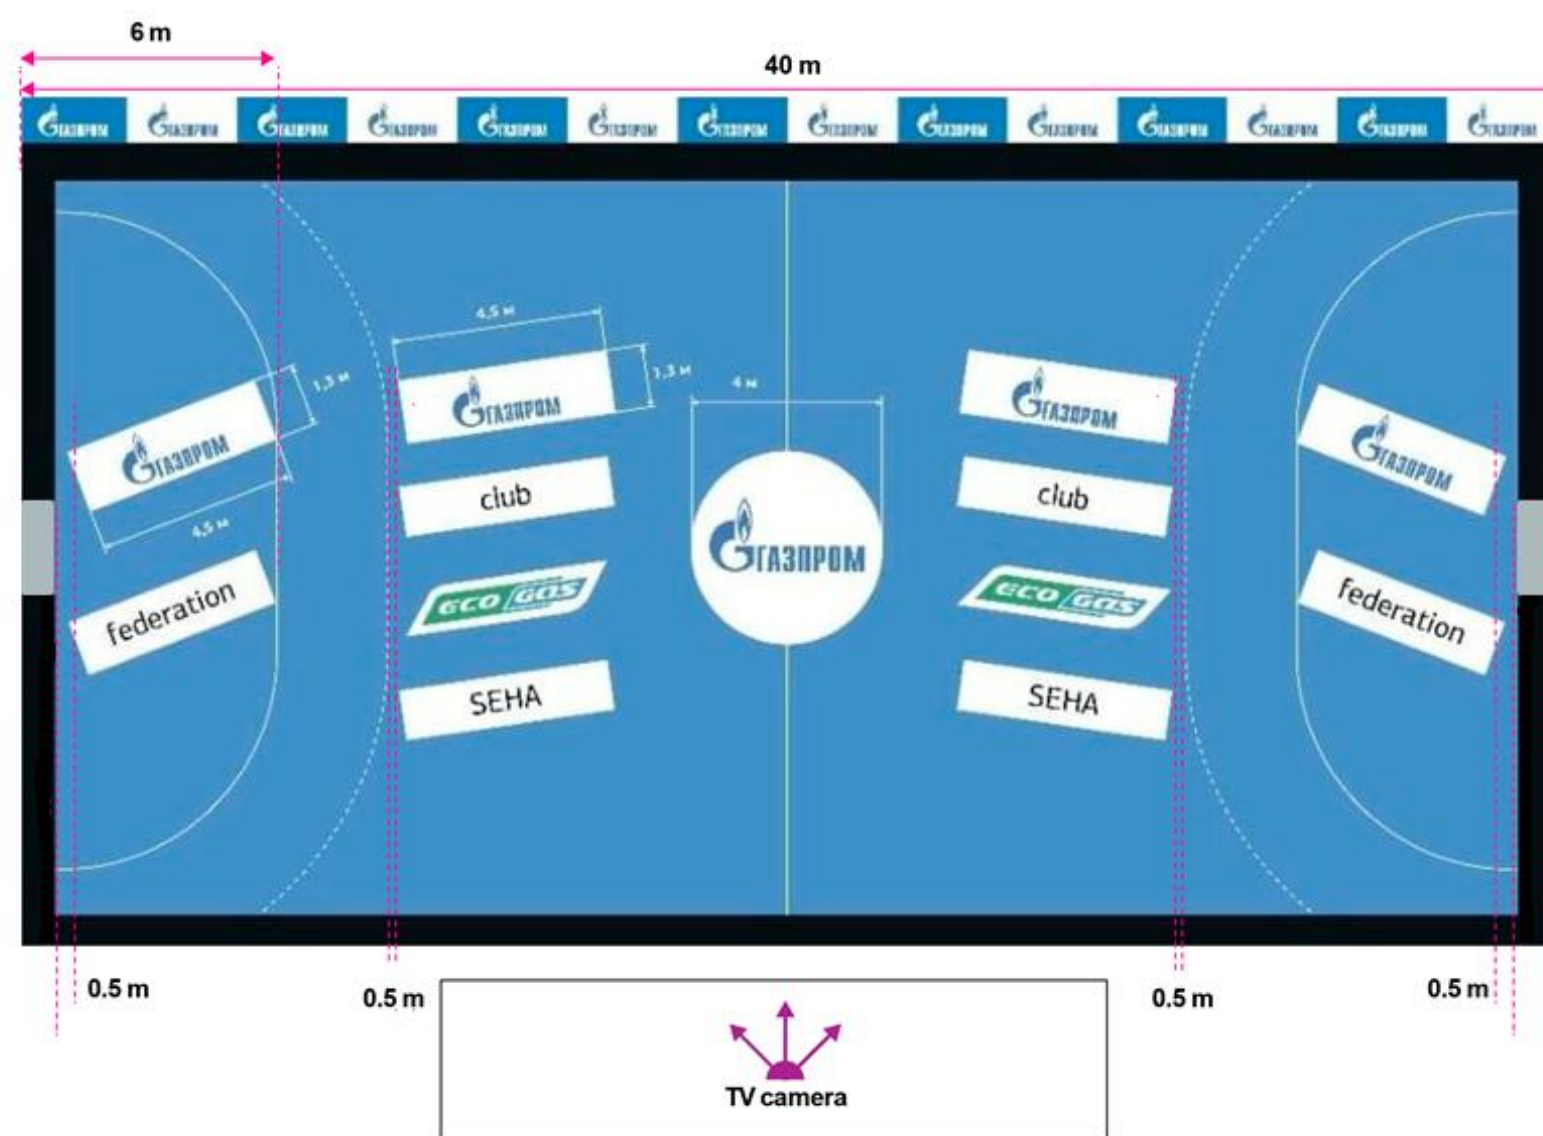 6 m
40 m
ГАЗПРОМ ГАЗПРОМ ГАЗПРОМ ГАЗПРОМ ГАЗПРОМ ГАЗПРОМ ГАЗПРОМ ГАЗПРОМ ГАЗПРОМ ГАЗПРОМ ГАЗПРОМ ГАЗПРОМ ГАЗПРОМ ГАЗПРОМ
4,5 м
1,3 м
1,3 м
4 м
ГАЗПРОМ
ГАЗПРОМ
ГАЗПРОМ
ГАЗПРОМ
club
club
4,5 м
ГАЗПРОМ
federation
eco Gas
eco Gas
federation
SEHA
SEHA
0.5 m
0.5 m
0.5 m
0.5 m
TV camera